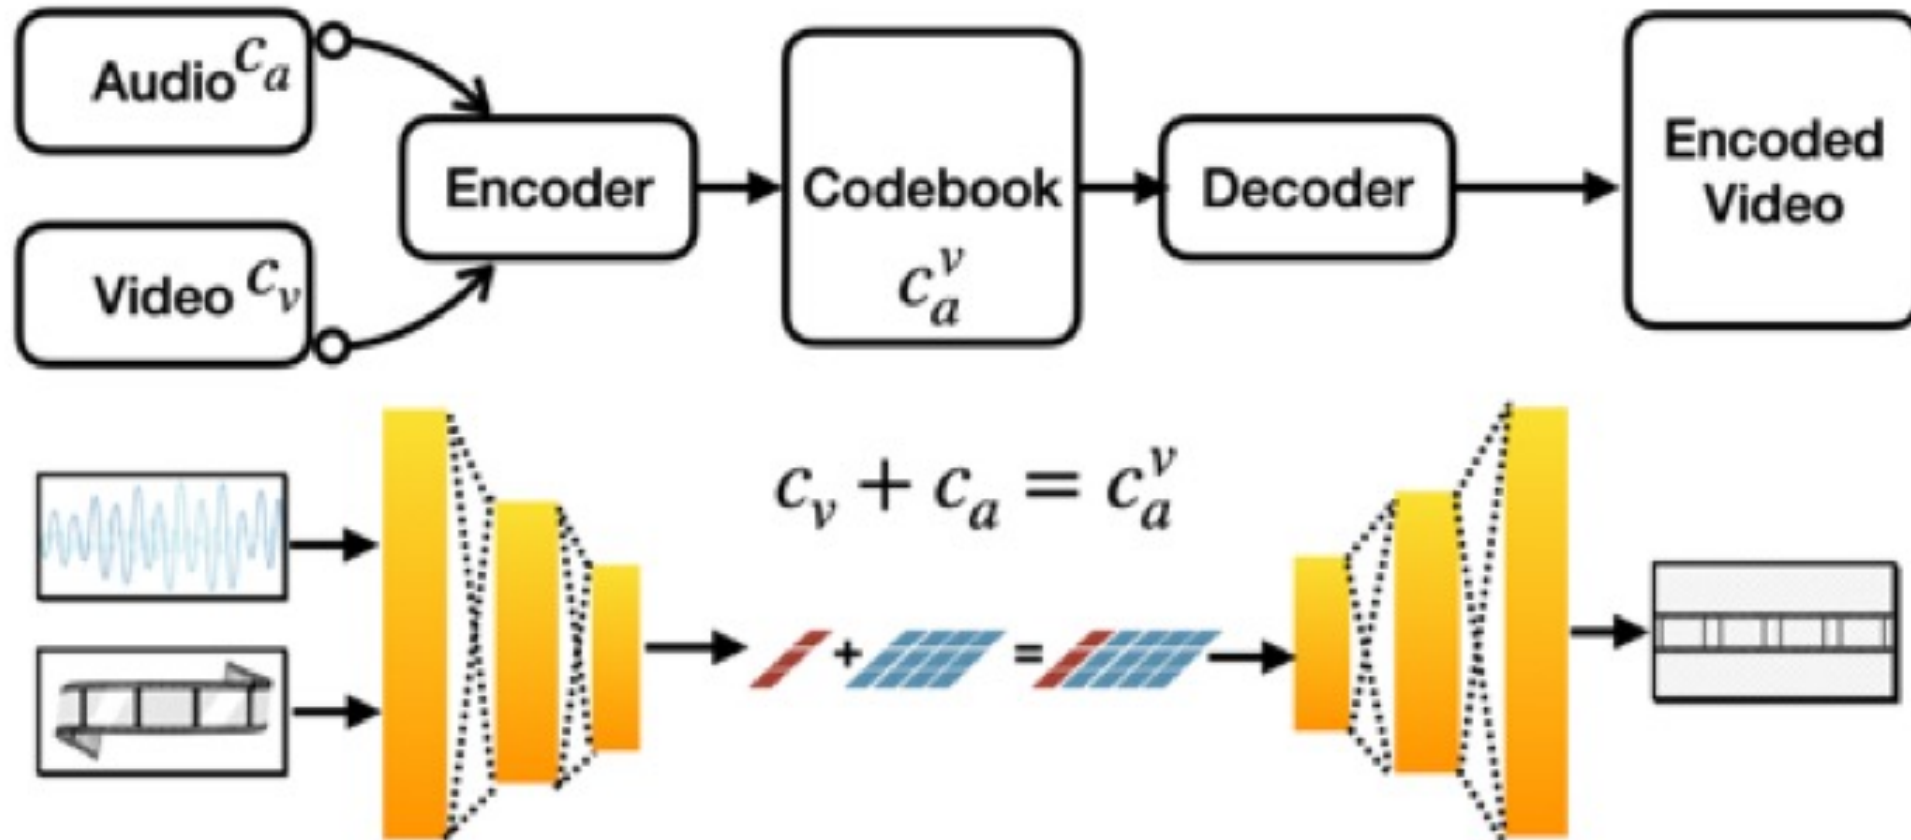 Audio c_a
Video c_v
Encoder
Codebook
c_a^v
Decoder
Encoded
Video
c_v + c_a = c_a^v
+ =